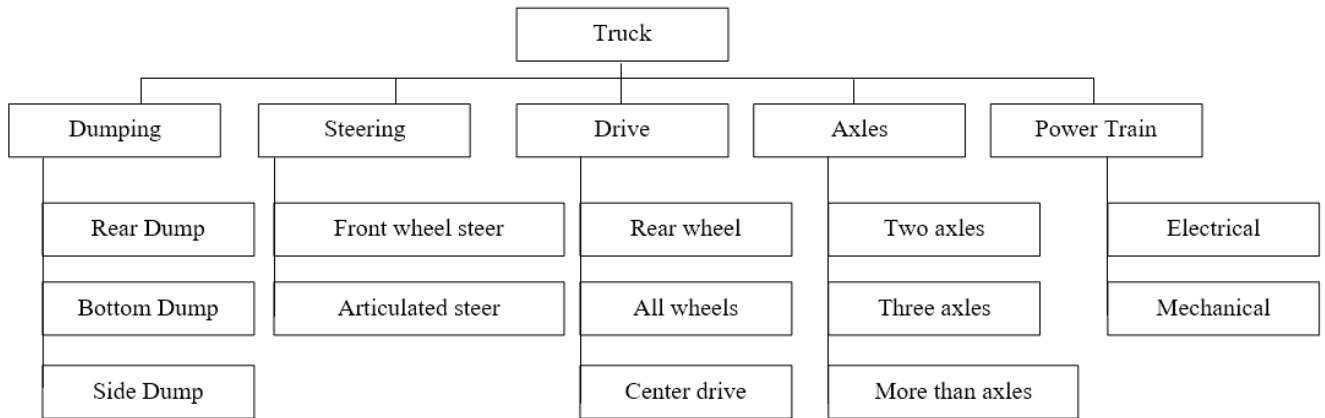 Truck
Dumping
Steering
Drive
Axles
Power Train
Rear Dump
Front wheel steer
Rear wheel
Two axles
Electrical
Bottom Dump
Articulated steer
All wheels
Three axles
Mechanical
Side Dump
Center drive
More than axles